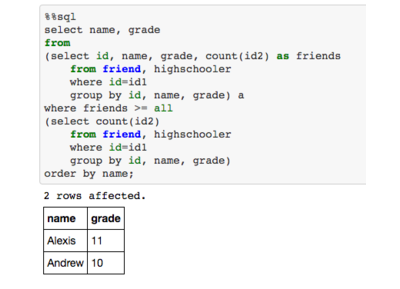 %%sql
select name, grade
from
(select id, name, grade, count(id2) as friends
    from friend, highschooler
    where id=id1
    group by id, name, grade) a
where friends >= all
(select count(id2)
    from friend, highschooler
    where id=id1
    group by id, name, grade)
order by name;
2 rows affected.
name grade
Alexis 11
Andrew 10